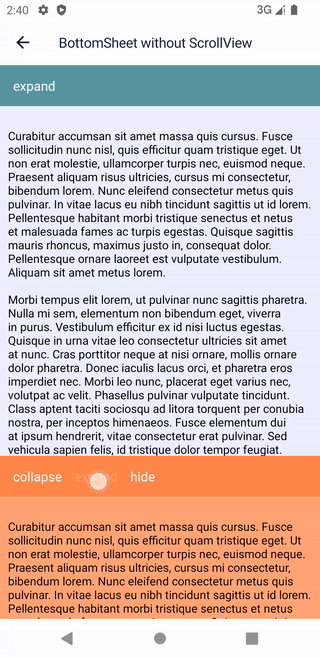 2:40
3G
BottomSheet without ScrollView
expand
Curabitur accumsan sit amet massa quis cursus. Fusce
sollicitudin nunc nisl, quis efficitur quam tristique eget. Ut
non erat molestie, ullamcorper turpis nec, euismod neque.
Praesent aliquam risus ultricies, cursus mi consectetur,
bibendum lorem. Nunc eleifend consectetur metus quis
pulvinar. In vitae lacus eu nibh tincidunt sagittis ut id lorem.
Pellentesque habitant morbi tristique senectus et netus
et malesuada fames ac turpis egestas. Quisque sagittis
mauris rhoncus, maximus justo in, consequat dolor.
Pellentesque ornare laoreet est vulputate vestibulum.
Aliquam sit amet metus lorem.
Morbi tempus elit lorem, ut pulvinar nunc sagittis pharetra.
Nulla mi sem, elementum non bibendum eget, viverra
in purus. Vestibulum efficitur ex id nisi luctus egestas.
Quisque in urna vitae leo consectetur ultricies sit amet
at nunc. Cras porttitor neque at nisi ornare, mollis ornare
dolor pharetra. Donec iaculis lacus orci, et pharetra eros
imperdiet nec. Morbi leo nunc, placerat eget varius nec,
volutpat ac velit. Phasellus pulvinar vulputate tincidunt.
Class aptent taciti sociosqu ad litora torquent per conubia
nostra, per inceptos himenaeos. Fusce elementum dui
at ipsum hendrerit, vitae consectetur erat pulvinar. Sed
vehicula sapien felis, id tristique dolor tempor feugiat.
collapse expand hide
Curabitur accumsan sit amet massa quis cursus. Fusce
sollicitudin nunc nisl, quis efficitur quam tristique eget. Ut
non erat molestie, ullamcorper turpis nec, euismod neque.
Praesent aliquam risus ultricies, cursus mi consectetur,
bibendum lorem. Nunc eleifend consectetur metus quis
pulvinar. In vitae lacus eu nibh tincidunt sagittis ut id lorem.
Pellentesque habitant morbi tristique senectus et netus